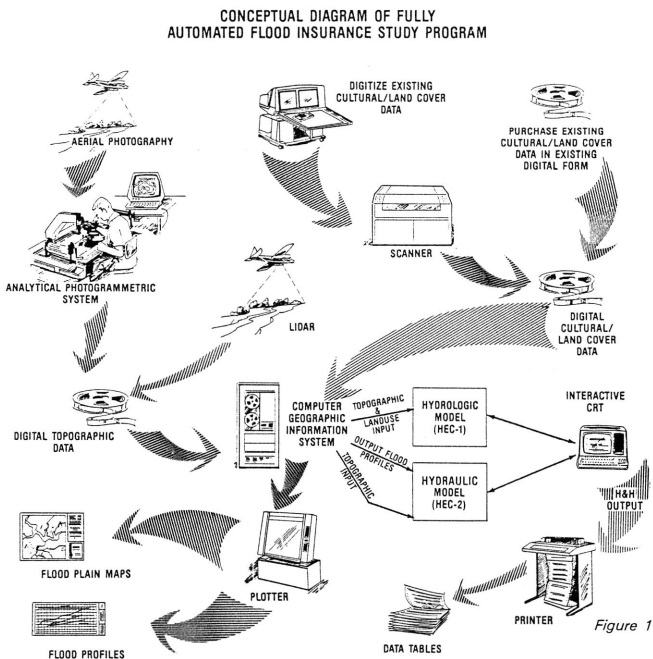 CONCEPTUAL DIAGRAM OF FULLY
AUTOMATED FLOOD INSURANCE STUDY PROGRAM
AERIAL PHOTOGRAPHY
DIGITIZE EXISTING
CULTURAL/LAND COVER
DATA
PURCHASE EXISTING
CULTURAL/LAND COVER
DATA IN EXISTING
DIGITAL FORM
SCANNER
ANALYTICAL PHOTOGRAMMETRIC
SYSTEM
LIDAR
DIGITAL
CULTURAL/
LAND COVER
DATA
DIGITAL TOPOGRAPHIC
DATA
COMPUTER
GEOGRAPHIC
INFORMATION
SYSTEM
TOPOGRAPHIC
&
LANDUSE
INPUT
OUTPUT FLOOD
PROFILES
TOPOGRAPHIC
INPUT
HYDROLOGIC
MODEL
(HEC-1)
HYDRAULIC
MODEL
(HEC-2)
INTERACTIVE
CRT
H&H
OUTPUT
FLOOD PLAIN MAPS
PLOTTER
FLOOD PROFILES
DATA TABLES
PRINTER
Figure 1